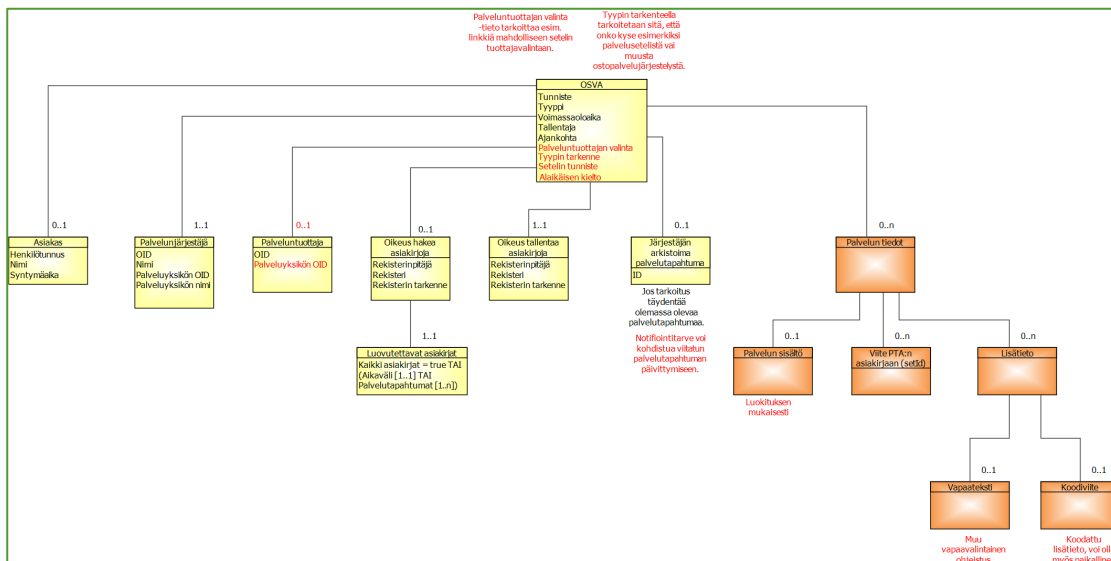 Palveluntuottajan valinta
-tieto tarkoittaa esim.
linkkiä mahdolliseen setelin
tuottajavalintaan.
Tyypin tarkenteella
tarkoitetaan sitä, että
onko kyse esimerkiksi
palvelusetelistä vai
muusta
ostopalvelujärjestelystä.
OSVA
Tunniste
Tyyppi
Voimassaoloaika
Tallentaja
Ajankohta
Palveluntuottajan valinta
Tyypin tarkenne
Setelin tunniste
Alaikäisen kielto
0..1
1..1
0..1
0..1
1..1
0..1
0..n
Asiakas
Henkilötunnus
Nimi
Syntymäaika
Palvelunjärjestäjä
OID
Nimi
Palveluyksikön OID
Palveluyksikön nimi
Palveluntuottaja
OID
Palveluyksikön OID
Oikeus hakea
asiakirjoja
Rekisterinpitäjä
Rekisteri
Rekisterin tarkenne
Oikeus tallentaa
asiakirjoja
Rekisterinpitäjä
Rekisteri
Rekisterin tarkenne
Järjestäjän
arkistoima
palvelutapahtuma
ID
Jos tarkoitus
täydentää
olemassa olevaa
palvelutapahtumaa.
Notifiointitarve voi
kohdistua viitatun
palvelutapahtuman
päivittymiseen.
Palvelun tiedot
1..1
Luovutettavat asiakirjat
Kaikki asiakirjat = true TAI
(Aikaväli [1..1] TAI
Palvelutapahtumat [1..n])
0..1
0..n
0..n
Palvelun sisältö
Luokituksen
mukaisesti
Viite PTA:n
asiakirjaan (setId)
Lisätieto
0..1
0..1
Vapaateksti
Muu
vapaavalintainen
ohjeistus
Koodiviite
Koodattu
lisätieto, voi oll
myös paikalline